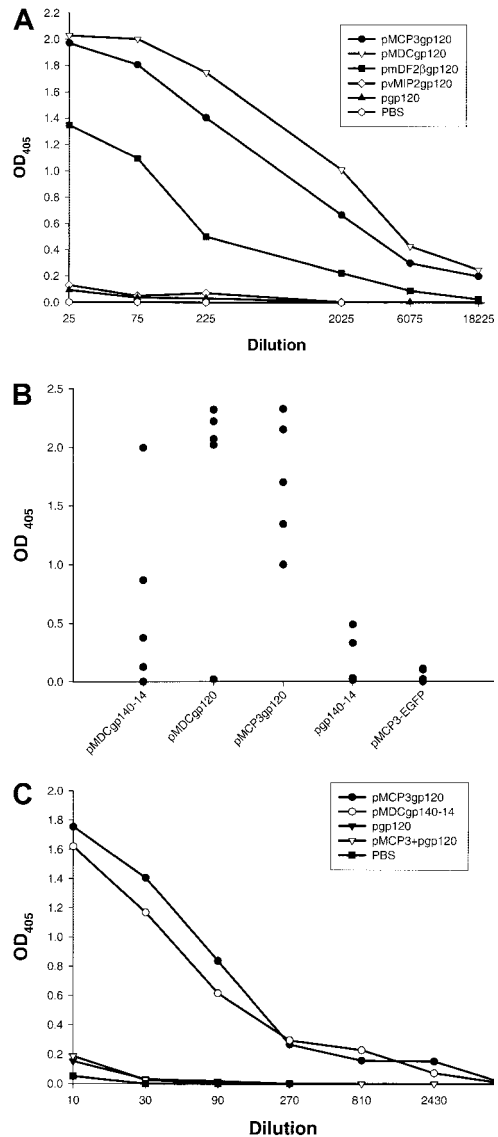 A
pMCP3gp120
pMDCgp120
pmDF2βgp120
pvMIP2gp120
pgp120
PBS
2.0
1.8
1.6
1.4
1.2
1.0
0.8
0.6
0.4
0.2
0.0
OD405
25 75 225 2025 6075 18225
Dilution
B
2.5
2.0
1.5
1.0
0.5
0.0
OD 405
pMDCgp140-14
pMDCgp120
pMCP3gp120
pgp140-14
pMCP3-EGFP
C
pMCP3gp120
pMDCgp140-14
pgp120
pMCP3+pgp120
PBS
2.0
1.8
1.6
1.4
1.2
1.0
0.8
0.6
0.4
0.2
0.0
OD405
10 30 90 270 810 2430
Dilution